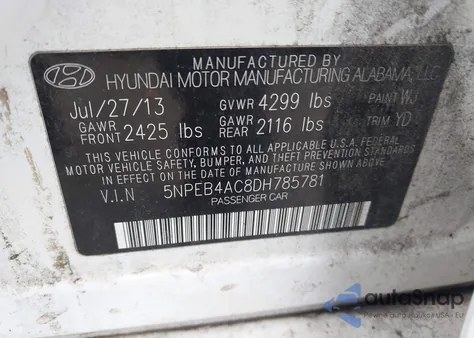 MANUFACTURED BY
HYUNDAI MOTOR MANUFACTURING ALABAMA, LLC
Jul/27/13 GVWR 4299 lbs PAINT WJ
GAWR FRONT 2425 lbs GAWR REAR 2116 lbs TRIM YD
THIS VEHICLE CONFORMS TO ALL APPLICABLE U.S.A. FEDERAL
MOTOR VEHICLE SAFETY, BUMPER, AND THEFT PREVENTION STANDARDS
IN EFFECT ON THE DATE OF MANUFACTURE SHOWN ABOVE.
V.I.N 5NPEB4AC8DH785781
PASSENGER CAR
autoSnap